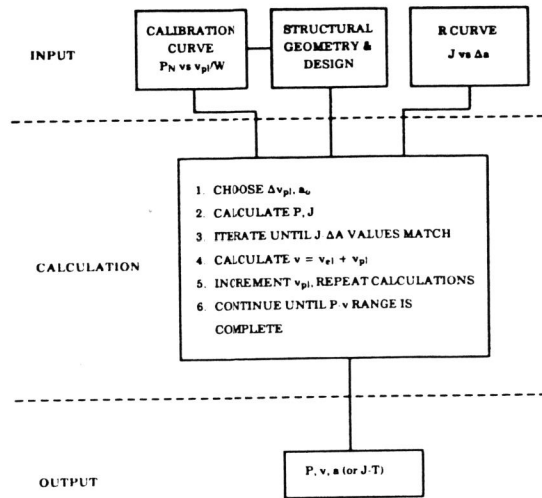 INPUT
CALIBRATION
CURVE
P_N vs v_pl/W
STRUCTURAL
GEOMETRY &
DESIGN
R CURVE
J vs Δa
CALCULATION
1. CHOOSE Δv_pl, a_o
2. CALCULATE P, J
3. ITERATE UNTIL J-ΔA VALUES MATCH
4. CALCULATE v = v_el + v_pl
5. INCREMENT v_pl, REPEAT CALCULATIONS
6. CONTINUE UNTIL P-v RANGE IS
COMPLETE
OUTPUT
P, v, a (or J-T)